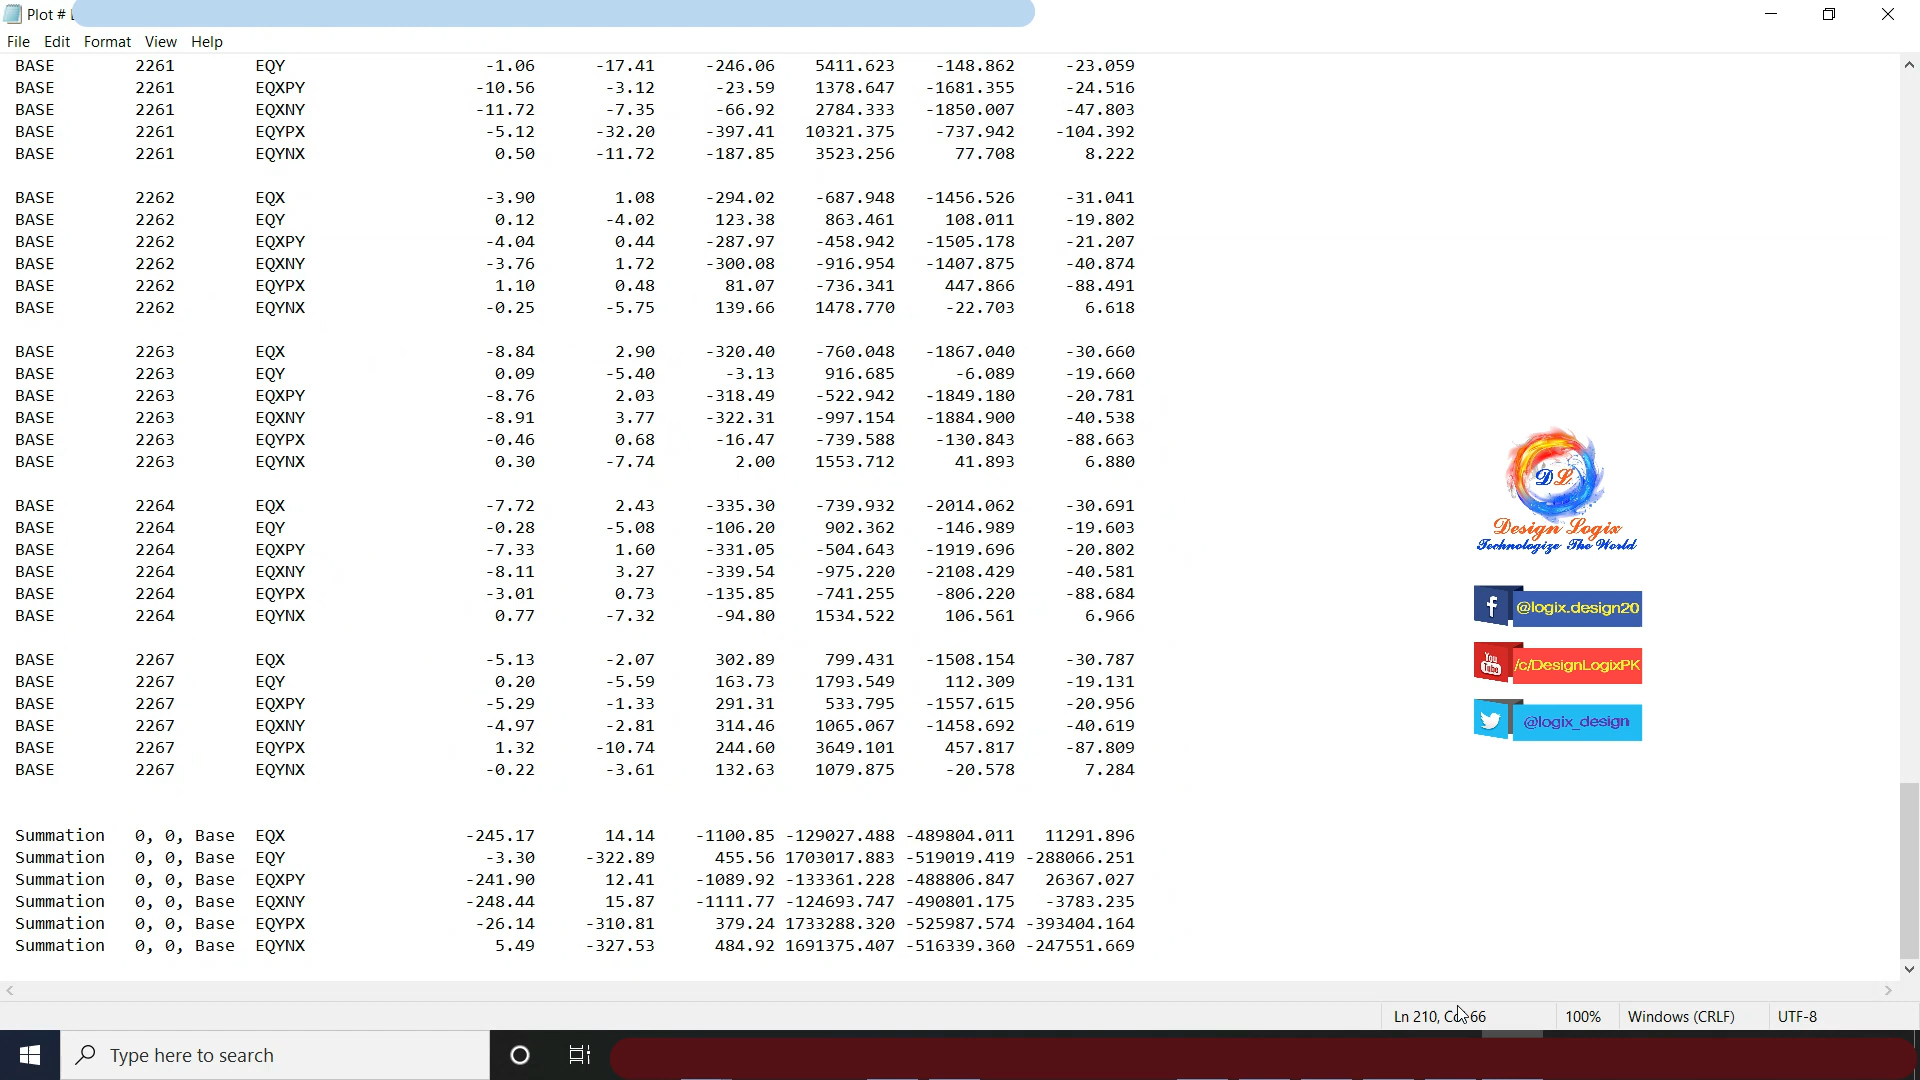 Plot #
File Edit Format View Help
BASE 2261 EQY -1.06 -17.41 -246.06 5411.623 -148.862 -23.059
BASE 2261 EQXPY -10.56 -3.12 -23.59 1378.647 -1681.355 -24.516
BASE 2261 EQXNY -11.72 -7.35 -66.92 2784.333 -1850.007 -47.803
BASE 2261 EQYPX -5.12 -32.20 -397.41 10321.375 -737.942 -104.392
BASE 2261 EQYNX 0.50 -11.72 -187.85 3523.256 77.708 8.222
BASE 2262 EQX -3.90 1.08 -294.02 -687.948 -1456.526 -31.041
BASE 2262 EQY 0.12 -4.02 123.38 863.461 108.011 -19.802
BASE 2262 EQXPY -4.04 0.44 -287.97 -458.942 -1505.178 -21.207
BASE 2262 EQXNY -3.76 1.72 -300.08 -916.954 -1407.875 -40.874
BASE 2262 EQYPX 1.10 0.48 81.07 -736.341 447.866 -88.491
BASE 2262 EQYNX -0.25 -5.75 139.66 1478.770 -22.703 6.618
BASE 2263 EQX -8.84 2.90 -320.40 -760.048 -1867.040 -30.660
BASE 2263 EQY 0.09 -5.40 -3.13 916.685 -6.089 -19.660
BASE 2263 EQXPY -8.76 2.03 -318.49 -522.942 -1849.180 -20.781
BASE 2263 EQXNY -8.91 3.77 -322.31 -997.154 -1884.900 -40.538
BASE 2263 EQYPX -0.46 0.68 -16.47 -739.588 -130.843 -88.663
BASE 2263 EQYNX 0.30 -7.74 2.00 1553.712 41.893 6.880
BASE 2264 EQX -7.72 2.43 -335.30 -739.932 -2014.062 -30.691
BASE 2264 EQY -0.28 -5.08 -106.20 902.362 -146.989 -19.603
BASE 2264 EQXPY -7.33 1.60 -331.05 -504.643 -1919.696 -20.802
BASE 2264 EQXNY -8.11 3.27 -339.54 -975.220 -2108.429 -40.581
BASE 2264 EQYPX -3.01 0.73 -135.85 -741.255 -806.220 -88.684
BASE 2264 EQYNX 0.77 -7.32 -94.80 1534.522 106.561 6.966
BASE 2267 EQX -5.13 -2.07 302.89 799.431 -1508.154 -30.787
BASE 2267 EQY 0.20 -5.59 163.73 1793.549 112.309 -19.131
BASE 2267 EQXPY -5.29 -1.33 291.31 533.795 -1557.615 -20.956
BASE 2267 EQXNY -4.97 -2.81 314.46 1065.067 -1458.692 -40.619
BASE 2267 EQYPX 1.32 -10.74 244.60 3649.101 457.817 -87.809
BASE 2267 EQYNX -0.22 -3.61 132.63 1079.875 -20.578 7.284
Summation 0, 0, Base EQX -245.17 14.14 -1100.85 -129027.488 -489804.011 11291.896
Summation 0, 0, Base EQY -3.30 -322.89 455.56 1703017.883 -519019.419 -288066.251
Summation 0, 0, Base EQXPY -241.90 12.41 -1089.92 -133361.228 -488806.847 26367.027
Summation 0, 0, Base EQXNY -248.44 15.87 -1111.77 -124693.747 -490801.175 -3783.235
Summation 0, 0, Base EQYPX -26.14 -310.81 379.24 1733288.320 -525987.574 -393404.164
Summation 0, 0, Base EQYNX 5.49 -327.53 484.92 1691375.407 -516339.360 -247551.669
DL
Design Logix
Technologize The World
f @logix.design20
You Tube /c/DesignLogixPK
@logix_design
Ln 210, 66 100% Windows (CRLF) UTF-8
Type here to search